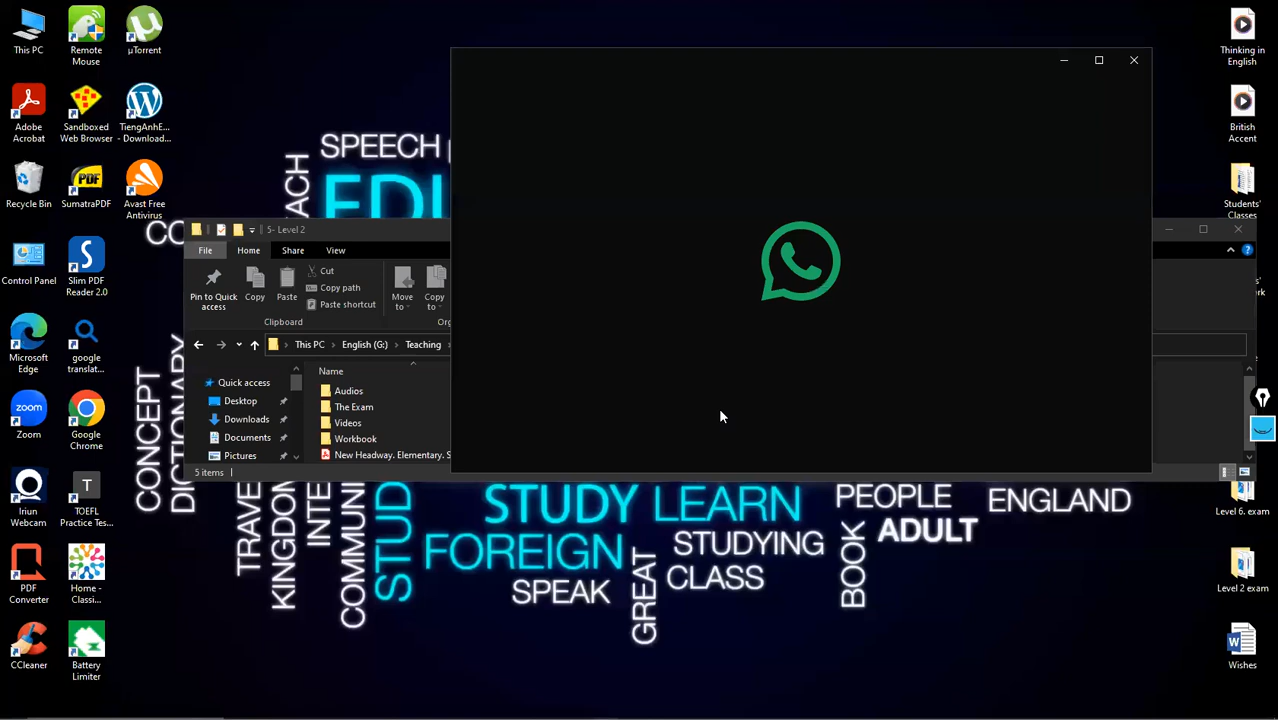 This PC
Remote
Mouse
µTorrent
Thinking in
English
Adobe
Acrobat
Sandboxed
Web Browser
TiengAnhE...
- Download...
British
Accent
SPEECH
EACH
EDU
Recycle Bin
PDF
SumatraPDF
Avast Free
Antivirus
Students'
Classes
CO
5- Level 2
File
Home
Share
View
Control Panel
Slim PDF
Reader 2.0
Pin to Quick
access
Copy
Paste
Cut
Copy path
Paste shortcut
Move
to
Copy
to
Clipboard
This PC
English (G:)
Teaching
Microsoft
Edge
google
translat...
Name
Quick access
Desktop
Downloads
Documents
Pictures
Audios
The Exam
Videos
Workbook
New Headway. Elementary. S
5 items
zoom
Zoom
Google
Chrome
CONCEPT
DICTIONARY
Iriun
Webcam
T
TOEFL
Practice Tes...
Level 6. exam
TRAVE
KINGDOM
INTE
COMMUNI
STUD
STUDY LEARN
PEOPLE
ENGLAND
FOREIGN
STUDYING
ADULT
SPEAK
GREAT
CLASS
BOOK
PDF
Converter
Home -
Classi...
Level 2 exam
CCleaner
Battery
Limiter
Wishes